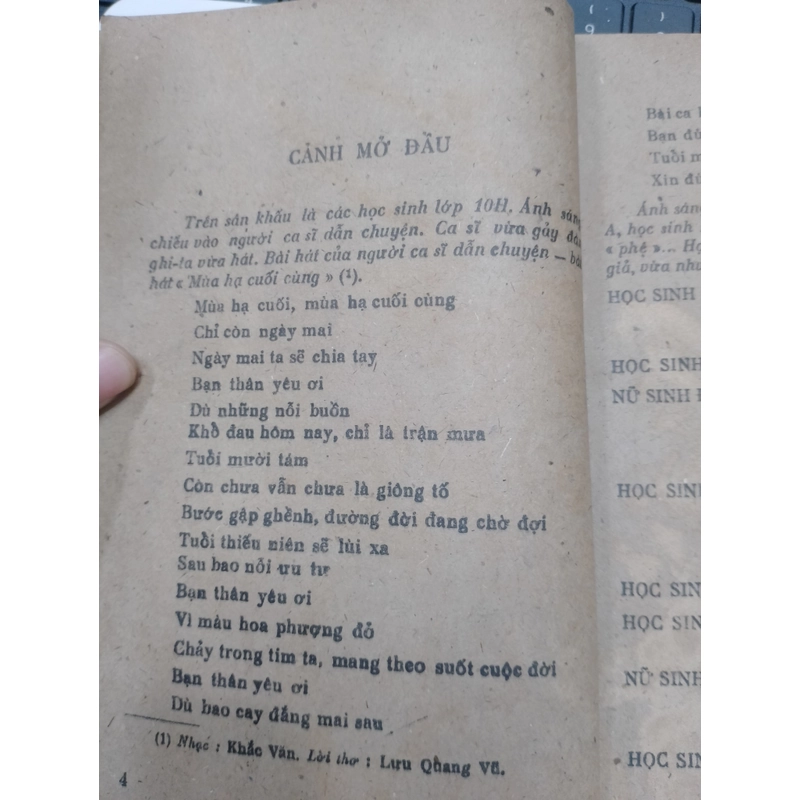 CẢNH MỞ ĐẦU
Trên sân khấu là các học sinh lớp 10H. Ánh sáng
chiếu vào người ca sĩ dẫn chuyện. Ca sĩ vừa gảy đàn
ghi-ta vừa hát. Bài hát của người ca sĩ dẫn chuyện — bài
hát « Mùa hạ cuối cùng » (¹).
Mùa hạ cuối, mùa hạ cuối cùng
Chỉ còn ngày mai
Ngày mai ta sẽ chia tay
Bạn thân yêu ơi
Dù những nỗi buồn
Khổ đau hôm nay, chỉ là trận mưa
Tuổi mười tám
Còn chưa vẫn chưa là giông tố
Bước gập ghềnh, đường đời đang chờ đợi
Tuổi thiếu niên sẽ lùi xa
Sau bao nỗi ưu tư
Bạn thân yêu ơi
Vì màu hoa phượng đỏ
Chảy trong tim ta, mang theo suốt cuộc đời
Bạn thân yêu ơi
Dù bao cay đắng mai sau
(1) Nhạc : Khắc Văn. Lời thơ : Lưu Quang Vũ.
4
Bài ca
Bạn
Tuổi
Xin
Ánh
A, học sinh
« phệ »...
giả, vừa
HỌC SINH
HỌC SINH
NỮ SINH
HỌC SINH
HỌC SINH
HỌC SINH
NỮ SINH
HỌC SINH